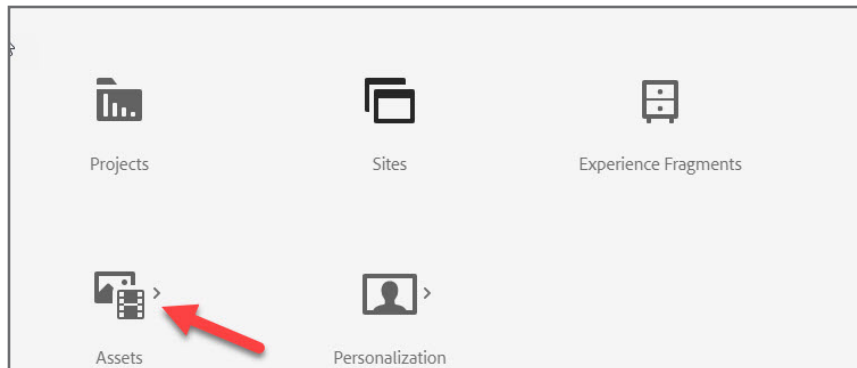 Projects
Sites
Experience Fragments
Assets
Personalization